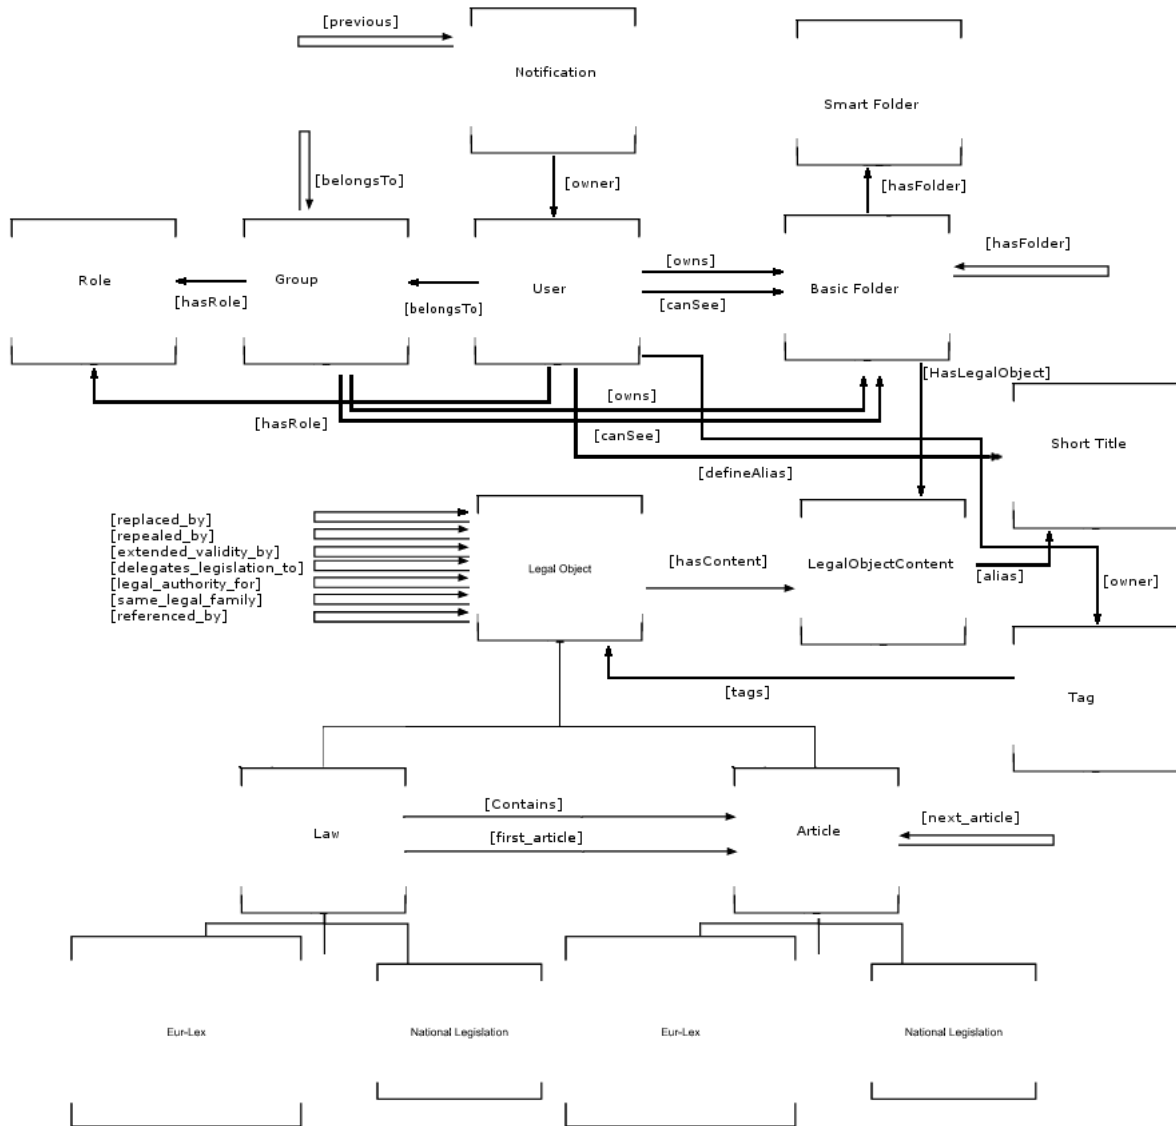 [previous]
Notification
Smart Folder
[belongsTo]
[owner]
[hasFolder]
[hasFolder]
Role
Group
User
Basic Folder
[owns]
[hasRole]
[belongsTo]
[canSee]
[HasLegalObject]
[owns]
[hasRole]
[canSee]
Short Title
[defineAlias]
[replaced_by]
[repealed_by]
[extended_validity_by]
[delegates_legislation_to]
[legal_authority_for]
[same_legal_family]
[referenced_by]
Legal Object
[hasContent]
LegalObjectContent
[alias]
[owner]
[tags]
Tag
[Contains]
Law
[first_article]
Article
[next_article]
Eur-Lex
National Legislation
Eur-Lex
National Legislation